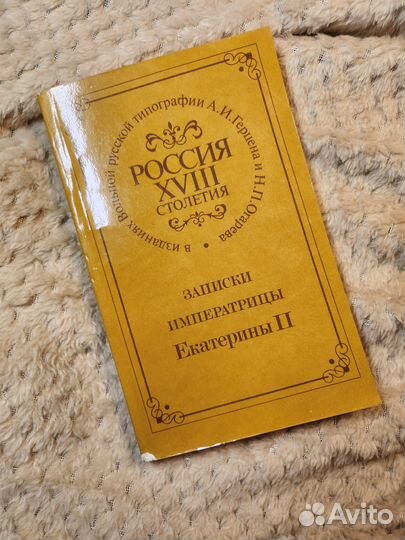 в изданиях Вольной русской типографии А.И.Герцена и Н.П.Огарева •
РОССИЯ
XVIII
СТОЛЕТИЯ
ЗАПИСКИ
ИМПЕРАТРИЦЫ
Екатерины II
Avito